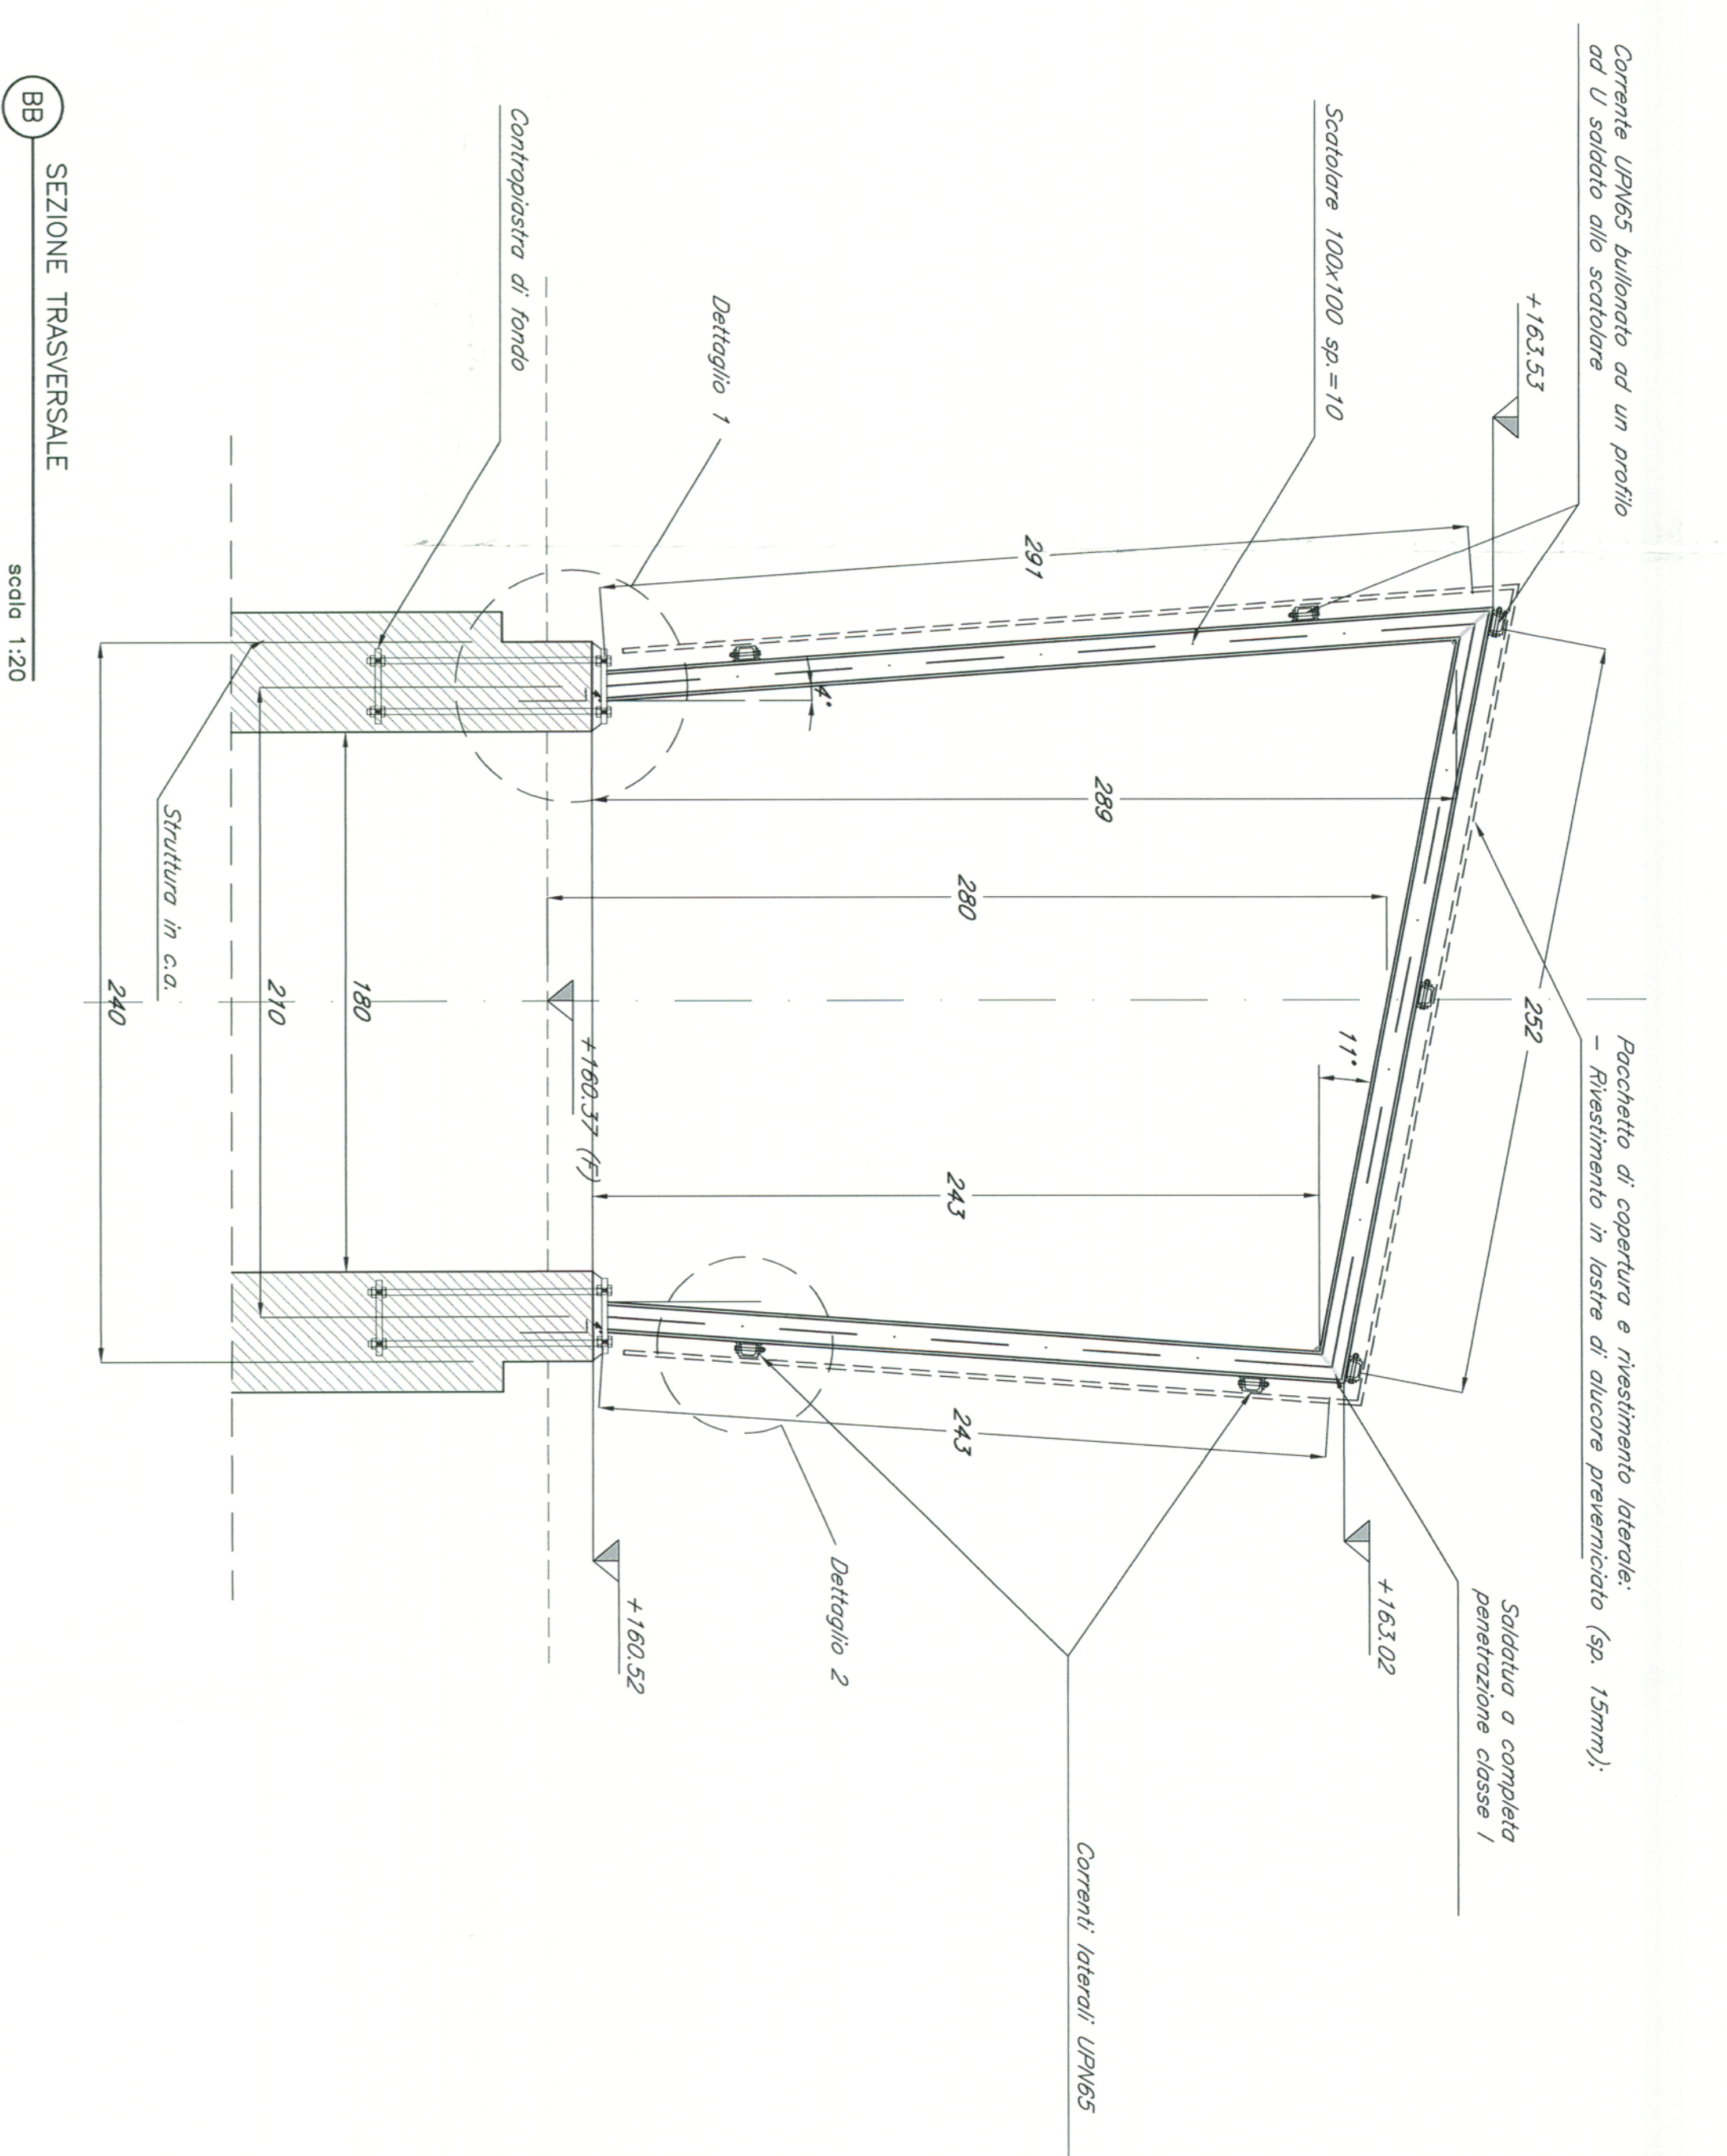 Corrente UPN65 bullonato ad un profilo
ad U saldato allo scatolare
Pacchetto di copertura e rivestimento laterale:
- Rivestimento in lastre di alucore preverniciato (sp. 15mm);
+163.53
252
Saldatua a completa
penetrazione classe I
Scatolare 100x100 sp.=10
11°
+163.02
291
289
280
243
243
Correnti laterali UPN65
4°
Dettaglio 1
Dettaglio 2
+160.52
+160.37 (F)
Contropiastra di fondo
180
210
Struttura in c.a.
240
BB
SEZIONE TRASVERSALE
scala 1:20